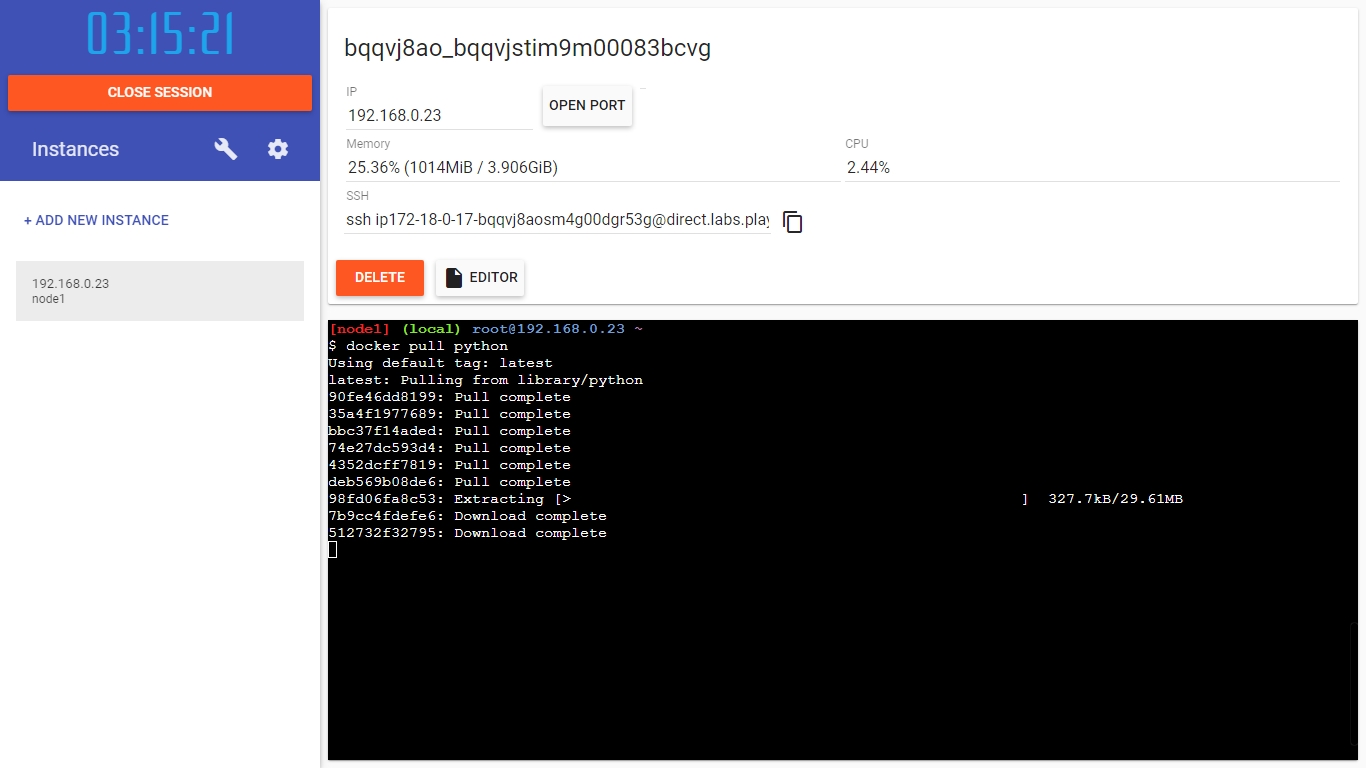 03:15:21
CLOSE SESSION
Instances
+ ADD NEW INSTANCE
192.168.0.23
node1
bqqvj8ao_bqqvjstim9m00083bcvg
IP
192.168.0.23
OPEN PORT
Memory
25.36% (1014MiB / 3.906GiB)
CPU
2.44%
SSH
ssh ip172-18-0-17-bqqvj8aosm4g00dgr53g@direct.labs.play
DELETE
EDITOR
[node1] (local) root@192.168.0.23 ~
$ docker pull python
Using default tag: latest
latest: Pulling from library/python
90fe46dd8199: Pull complete
35a4f1977689: Pull complete
bbc37f14aded: Pull complete
74e27dc593d4: Pull complete
4352dcff7819: Pull complete
deb569b08de6: Pull complete
98fd06fa8c53: Extracting [> ] 327.7kB/29.61MB
7b9cc4fdefe6: Download complete
512732f32795: Download complete